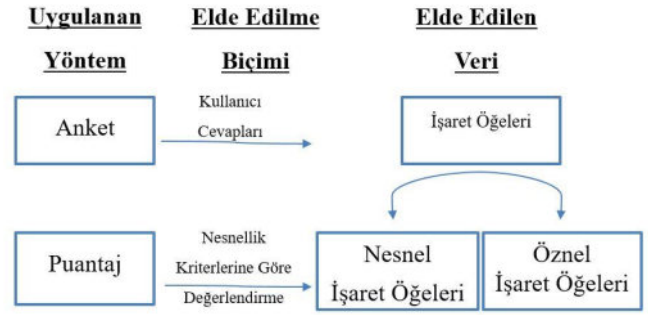 Uygulanan Yöntem
Elde Edilme Biçimi
Elde Edilen Veri
Anket
Kullanıcı
Cevapları
İşaret Öğeleri
Puantaj
Nesnellik
Kriterlerine Göre
Değerlendirme
Nesnel
İşaret Öğeleri
Öznel
İşaret Öğeleri